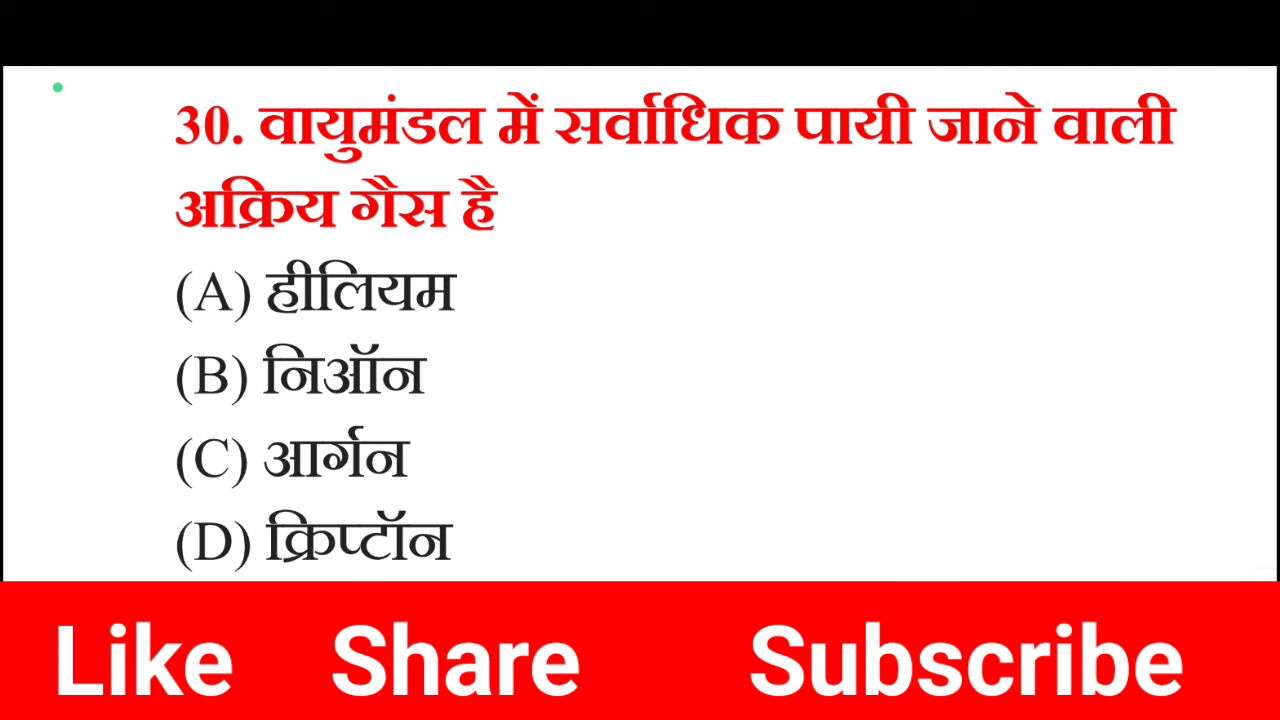 30. वायुमंडल में सर्वाधिक पायी जाने वाली
अक्रिय गैस है
(A) हीलियम
(B) निऑन
(C) आर्गन
(D) क्रिप्टॉन
Like Share Subscribe